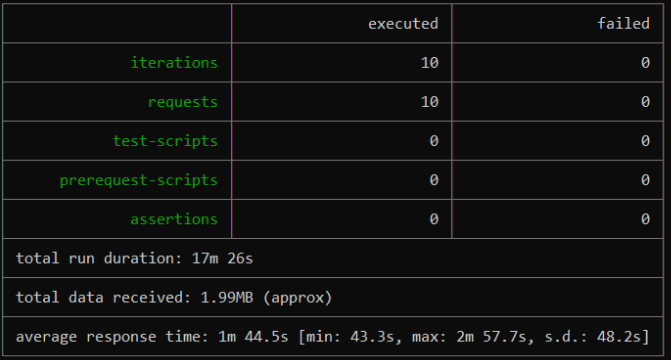 executed failed
iterations 10 0
requests 10 0
test-scripts 0 0
prerequest-scripts 0 0
assertions 0 0
total run duration: 17m 26s
total data received: 1.99MB (approx)
average response time: 1m 44.5s [min: 43.3s, max: 2m 57.7s, s.d.: 48.2s]